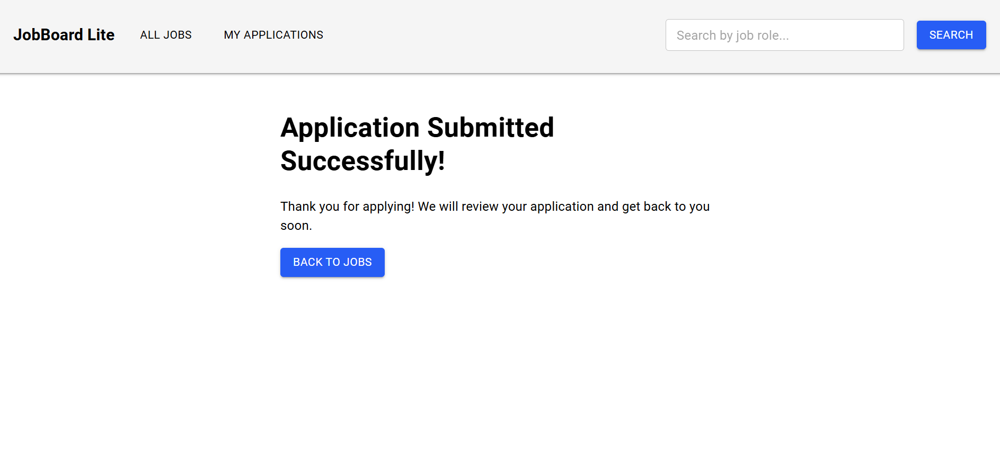 JobBoard Lite ALL JOBS MY APPLICATIONS Search by job role... SEARCH
Application Submitted
Successfully!
Thank you for applying! We will review your application and get back to you
soon.
BACK TO JOBS